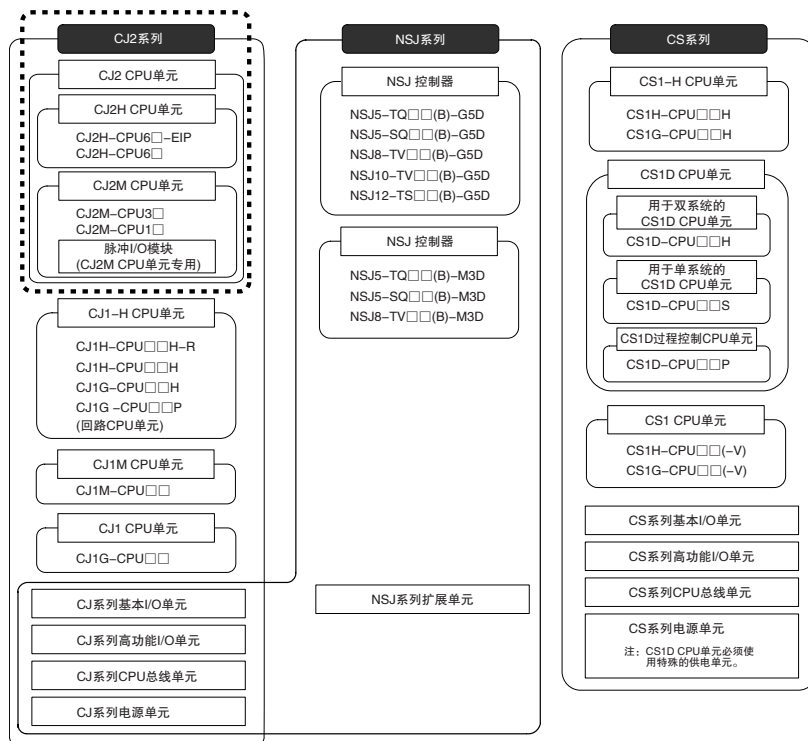 CJ2系列
CJ2 CPU单元
CJ2H CPU单元
CJ2H-CPU6□-EIP
CJ2H-CPU6□
CJ2M CPU单元
CJ2M-CPU3□
CJ2M-CPU1□
脉冲I/O模块
(CJ2M CPU单元专用)
CJ1-H CPU单元
CJ1H-CPU□□H-R
CJ1H-CPU□□H
CJ1G-CPU□□H
CJ1G -CPU□□P
(回路CPU单元)
CJ1M CPU单元
CJ1M-CPU□□
CJ1 CPU单元
CJ1G-CPU□□
CJ系列基本I/O单元
CJ系列高功能I/O单元
CJ系列CPU总线单元
CJ系列电源单元
NSJ系列
NSJ 控制器
NSJ5-TQ□□(B)-G5D
NSJ5-SQ□□(B)-G5D
NSJ8-TV□□(B)-G5D
NSJ10-TV□□(B)-G5D
NSJ12-TS□□(B)-G5D
NSJ 控制器
NSJ5-TQ□□(B)-M3D
NSJ5-SQ□□(B)-M3D
NSJ8-TV□□(B)-M3D
NSJ系列扩展单元
CS系列
CS1-H CPU单元
CS1H-CPU□□H
CS1G-CPU□□H
CS1D CPU单元
用于双系统的
CS1D CPU单元
CS1D-CPU□□H
用于单系统的
CS1D CPU单元
CS1D-CPU□□S
CS1D过程控制CPU单元
CS1D-CPU□□P
CS1 CPU单元
CS1H-CPU□□(-V)
CS1G-CPU□□(-V)
CS系列基本I/O单元
CS系列高功能I/O单元
CS系列CPU总线单元
CS系列电源单元
注：CS1D CPU单元必须使
用特殊的供电单元。